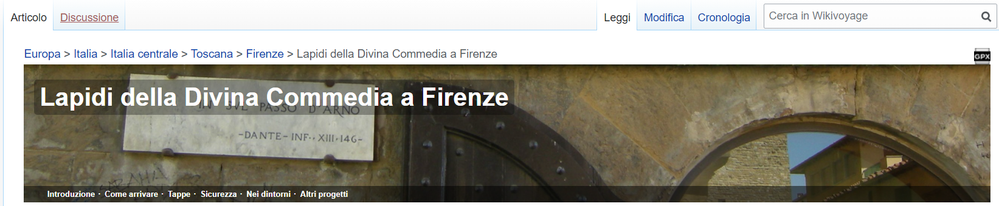 Articolo Discussione Leggi Modifica Cronologia Cerca in Wikivoyage
Europa > Italia > Italia centrale > Toscana > Firenze > Lapidi della Divina Commedia a Firenze
GPX
Lapidi della Divina Commedia a Firenze
IN SVL PASSO D'ARNO
-DANTE-INF., XIII, 146-
Introduzione · Come arrivare · Tappe · Sicurezza · Nei dintorni · Altri progetti